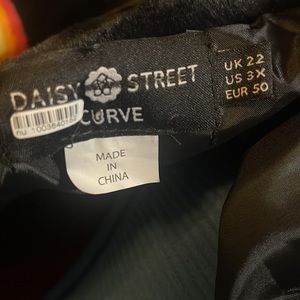 DAISY STREET
CURVE
UK 22
US 3X
EUR 50
MADE
IN
CHINA